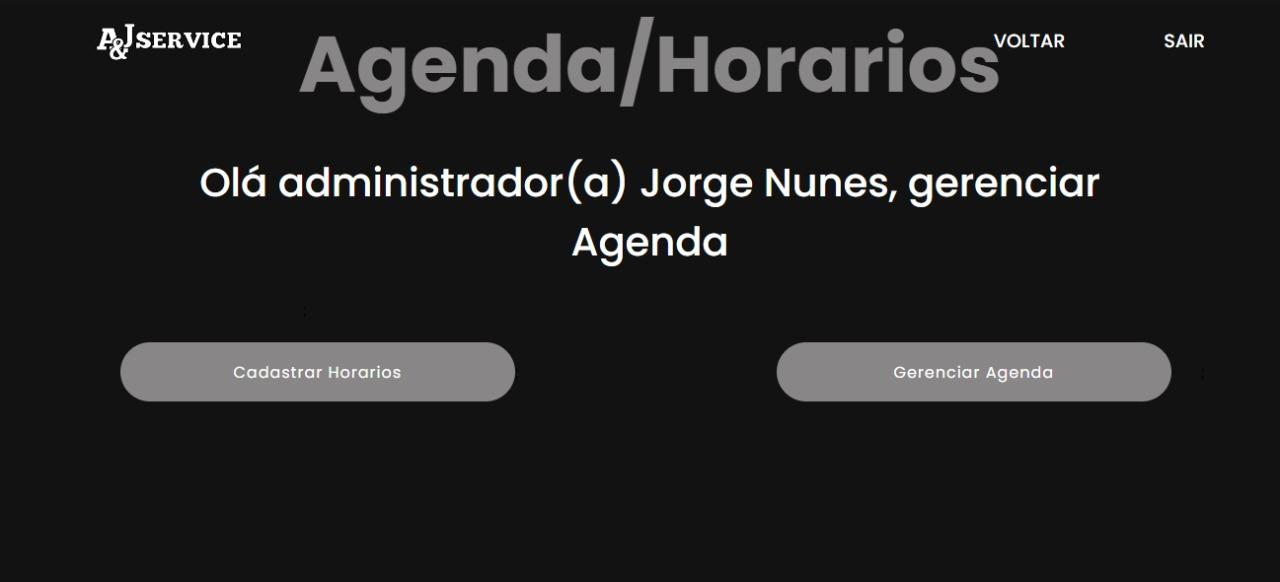 A&JSERVICE
Agenda/Horarios
VOLTAR
SAIR
Olá administrador(a) Jorge Nunes, gerenciar
Agenda
;
Cadastrar Horarios
Gerenciar Agenda
;